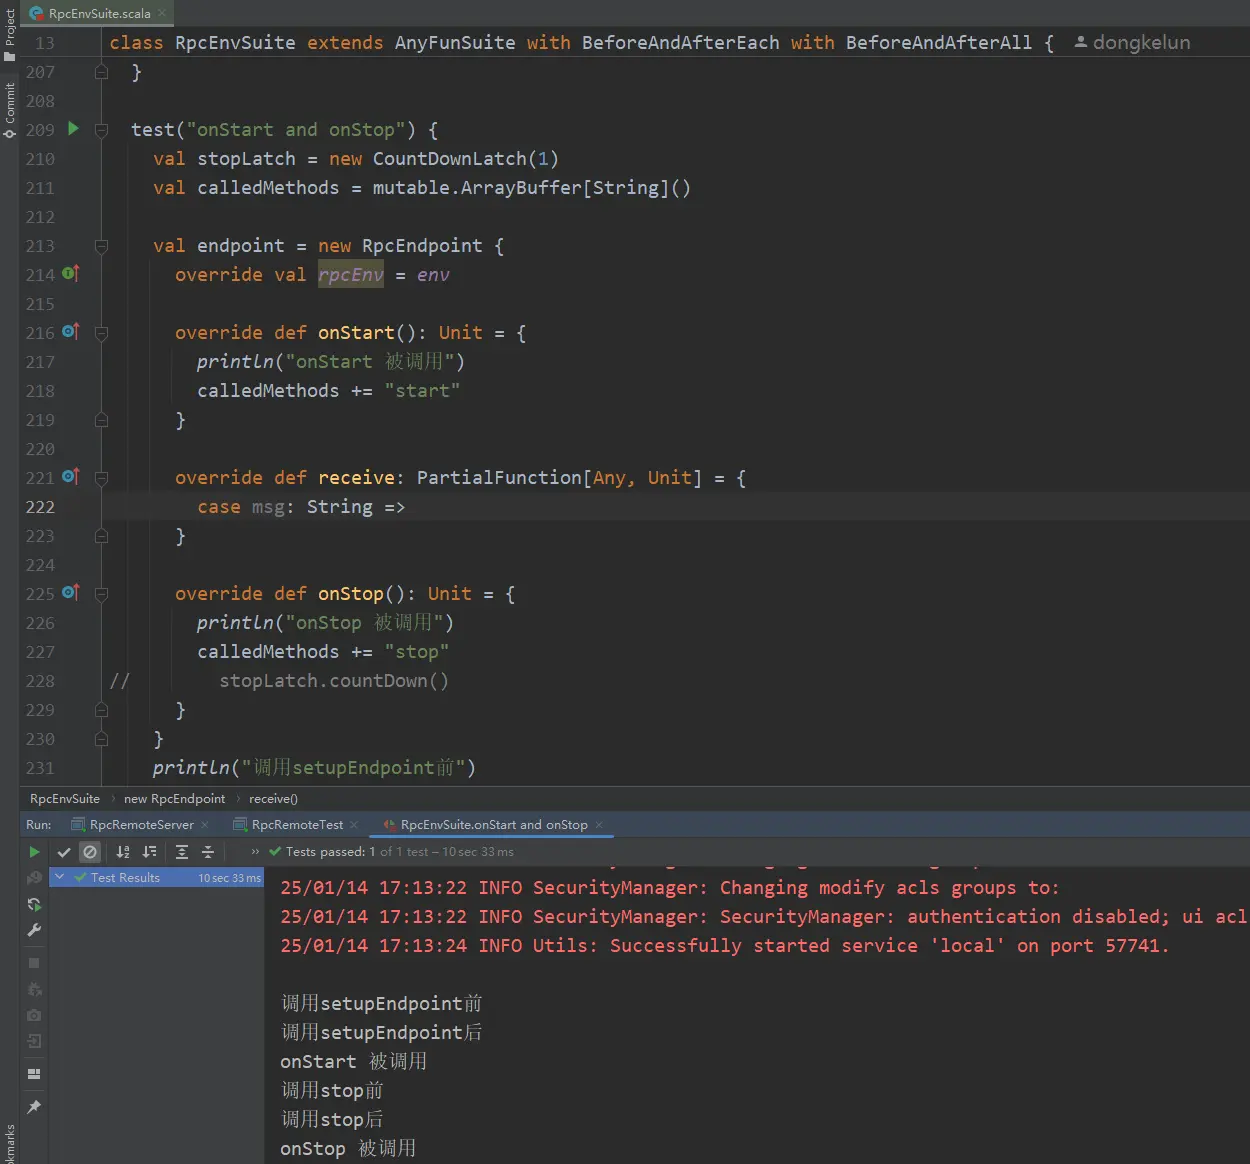 RpcEnvSuite.scala
Project
Commit
13 class RpcEnvSuite extends AnyFunSuite with BeforeAndAfterEach with BeforeAndAfterAll { dongkelun
207 }
208
209 test("onStart and onStop") {
210 val stopLatch = new CountDownLatch(1)
211 val calledMethods = mutable.ArrayBuffer[String]()
212
213 val endpoint = new RpcEndpoint {
214 override val rpcEnv = env
215
216 override def onStart(): Unit = {
217 println("onStart 被调用")
218 calledMethods += "start"
219 }
220
221 override def receive: PartialFunction[Any, Unit] = {
222 case msg: String =>
223 }
224
225 override def onStop(): Unit = {
226 println("onStop 被调用")
227 calledMethods += "stop"
228 // stopLatch.countDown()
229 }
230 }
231 println("调用setupEndpoint前")
RpcEnvSuite › new RpcEndpoint › receive()
Run: RpcRemoteServer RpcRemoteTest RpcEnvSuite.onStart and onStop
» Tests passed: 1 of 1 test – 10 sec 33 ms
Test Results 10 sec 33 ms
25/01/14 17:13:22 INFO SecurityManager: Changing modify acls groups to:
25/01/14 17:13:22 INFO SecurityManager: SecurityManager: authentication disabled; ui acl
25/01/14 17:13:24 INFO Utils: Successfully started service 'local' on port 57741.
调用setupEndpoint前
调用setupEndpoint后
onStart 被调用
调用stop前
调用stop后
onStop 被调用
kmarks